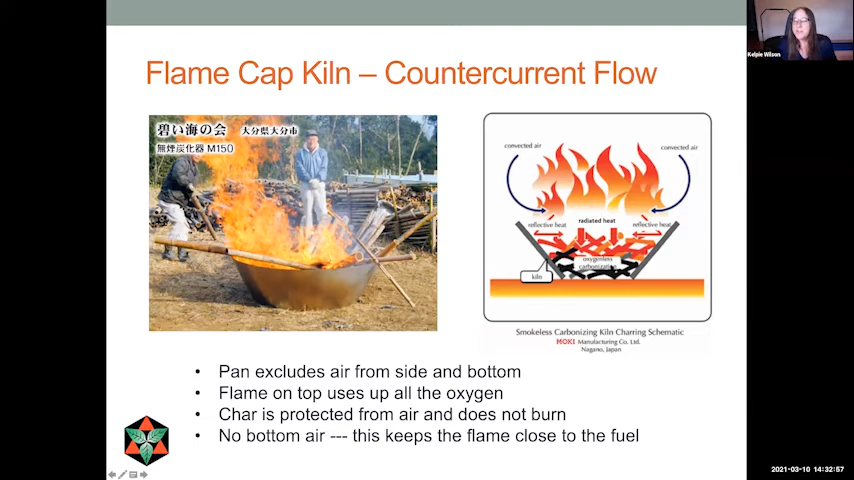 Flame Cap Kiln – Countercurrent Flow
Kelpie Wilson
碧い海の会 大分県大分市
無煙炭化器 M150
convected air
convected air
radiated heat
reflective heat
reflective heat
oxygenless
carbonization
kiln
Smokeless Carbonizing Kiln Charring Schematic
MOKI Manufacturing Co. Ltd.
Nagano, Japan
• Pan excludes air from side and bottom
• Flame on top uses up all the oxygen
• Char is protected from air and does not burn
• No bottom air --- this keeps the flame close to the fuel
2021-03-10 14:32:57